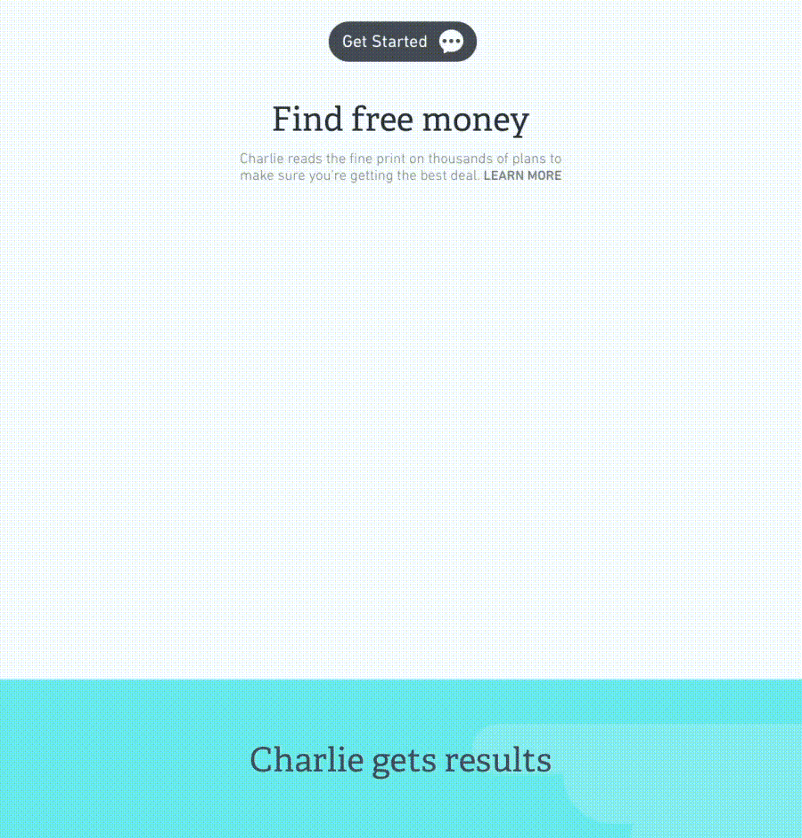 Get Started
Find free money
Charlie reads the fine print on thousands of plans to
make sure you're getting the best deal. LEARN MORE
Charlie gets results